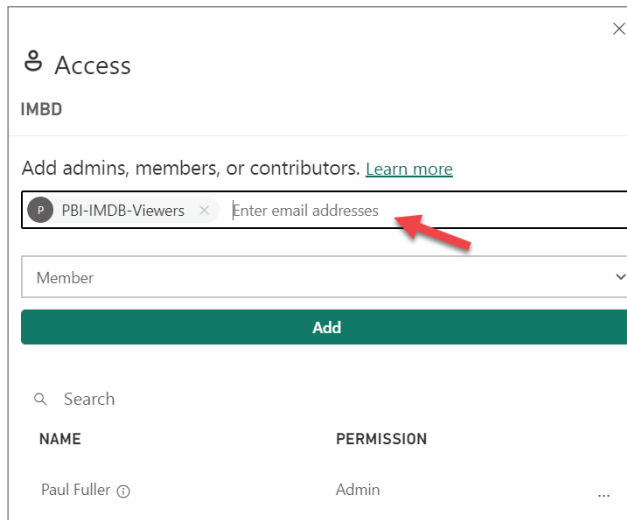 Access
IMBD
Add admins, members, or contributors. Learn more
P PBI-IMDB-Viewers Enter email addresses
Member
Add
Search
NAME PERMISSION
Paul Fuller Admin ...